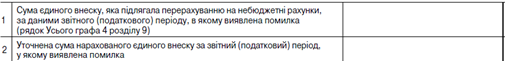 1 Сума єдиного внеску, яка підлягала перерахуванню на небюджетні рахунки,
за даними звітного (податкового) періоду, в якому виявлена помилка
(рядок Усього графа 4 розділу 9)
2 Уточнена сума нарахованого єдиного внеску за звітний (податковий) період,
у якому виявлена помилка